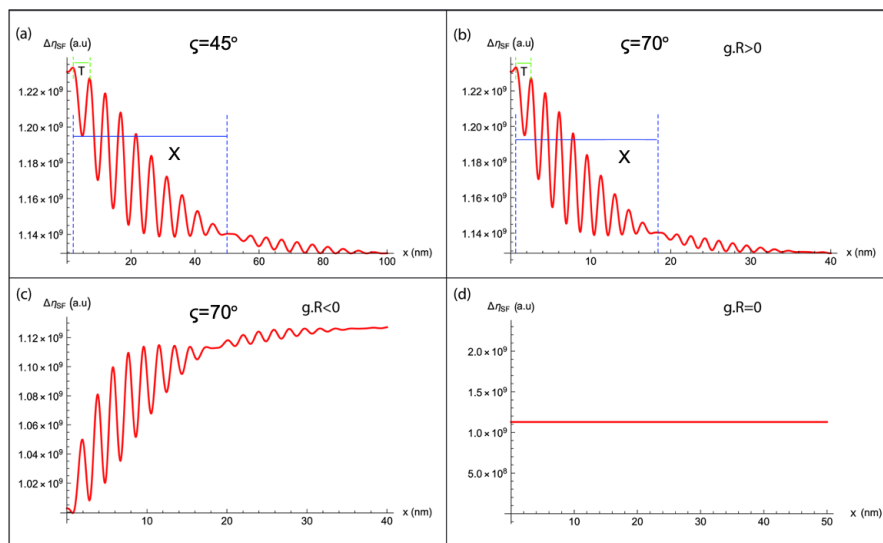 (a)
Δη_SF (a.u)
ς=45°
T
X
1.22 × 10⁹
1.20 × 10⁹
1.18 × 10⁹
1.16 × 10⁹
1.14 × 10⁹
0 20 40 60 80 100 x (nm)
(b)
Δη_SF (a.u)
ς=70°
g.R>0
T
X
1.22 × 10⁹
1.20 × 10⁹
1.18 × 10⁹
1.16 × 10⁹
1.14 × 10⁹
0 10 20 30 40 x (nm)
(c)
Δη_SF (a.u)
ς=70°
g.R<0
1.12 × 10⁹
1.10 × 10⁹
1.08 × 10⁹
1.06 × 10⁹
1.04 × 10⁹
1.02 × 10⁹
10 20 30 40 x (nm)
(d)
Δη_SF (a.u)
g.R=0
2.0 × 10⁹
1.5 × 10⁹
1.0 × 10⁹
5.0 × 10⁸
10 20 30 40 50 x (nm)